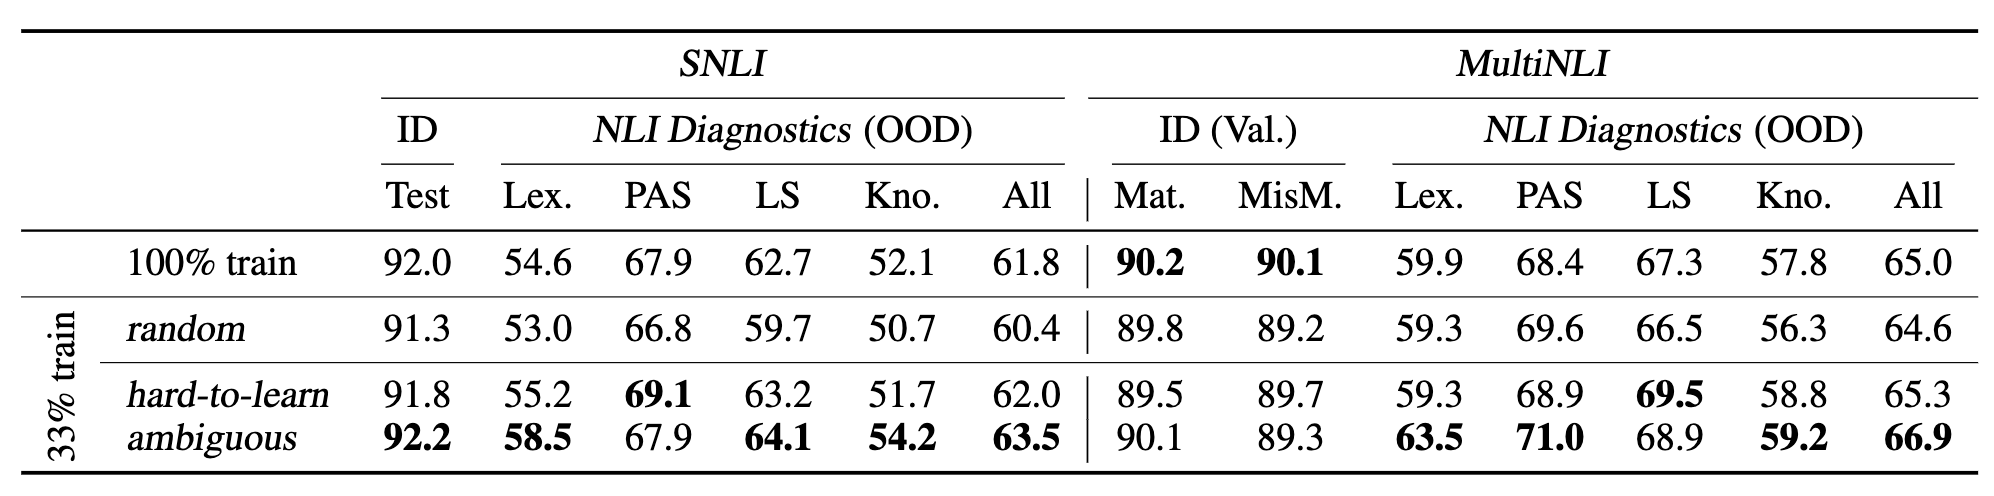 SNLI MultiNLI
ID NLI Diagnostics (OOD) ID (Val.) NLI Diagnostics (OOD)
Test Lex. PAS LS Kno. All Mat. MisM. Lex. PAS LS Kno. All
100% train 92.0 54.6 67.9 62.7 52.1 61.8 90.2 90.1 59.9 68.4 67.3 57.8 65.0
33% train
random 91.3 53.0 66.8 59.7 50.7 60.4 89.8 89.2 59.3 69.6 66.5 56.3 64.6
hard-to-learn 91.8 55.2 69.1 63.2 51.7 62.0 89.5 89.7 59.3 68.9 69.5 58.8 65.3
ambiguous 92.2 58.5 67.9 64.1 54.2 63.5 90.1 89.3 63.5 71.0 68.9 59.2 66.9